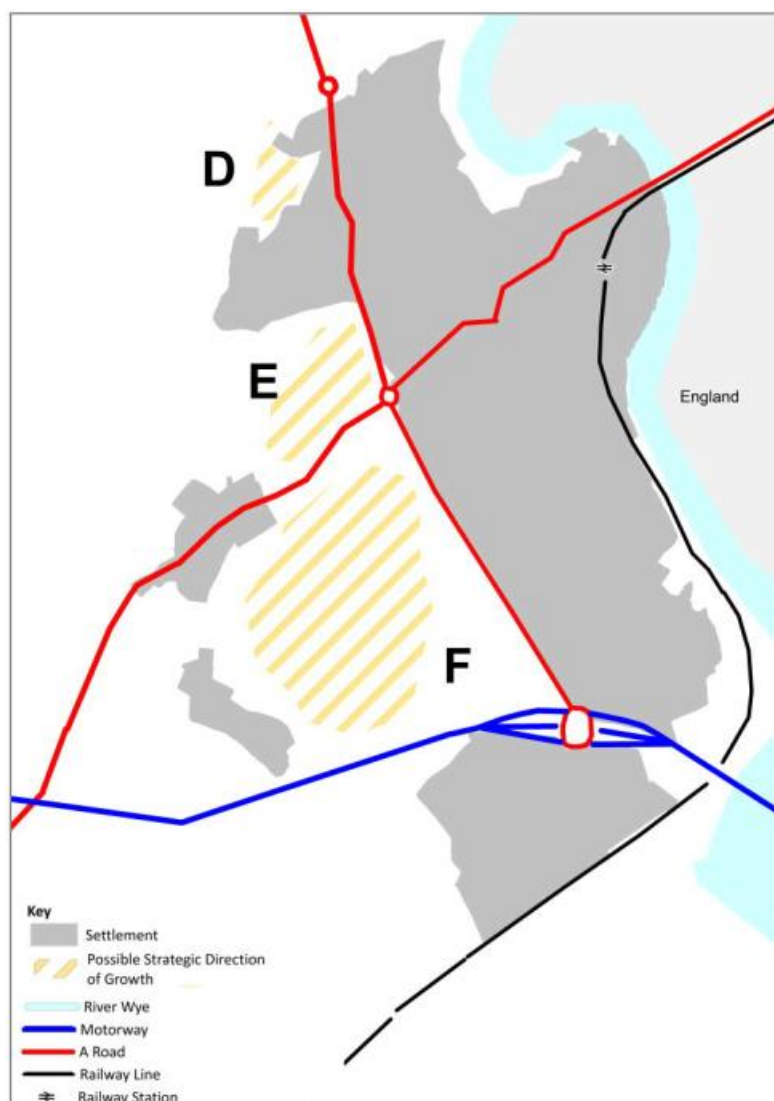 D
E
England
F
Key
Settlement
Possible Strategic Direction
of Growth
River Wye
Motorway
A Road
Railway Line
Railway Station